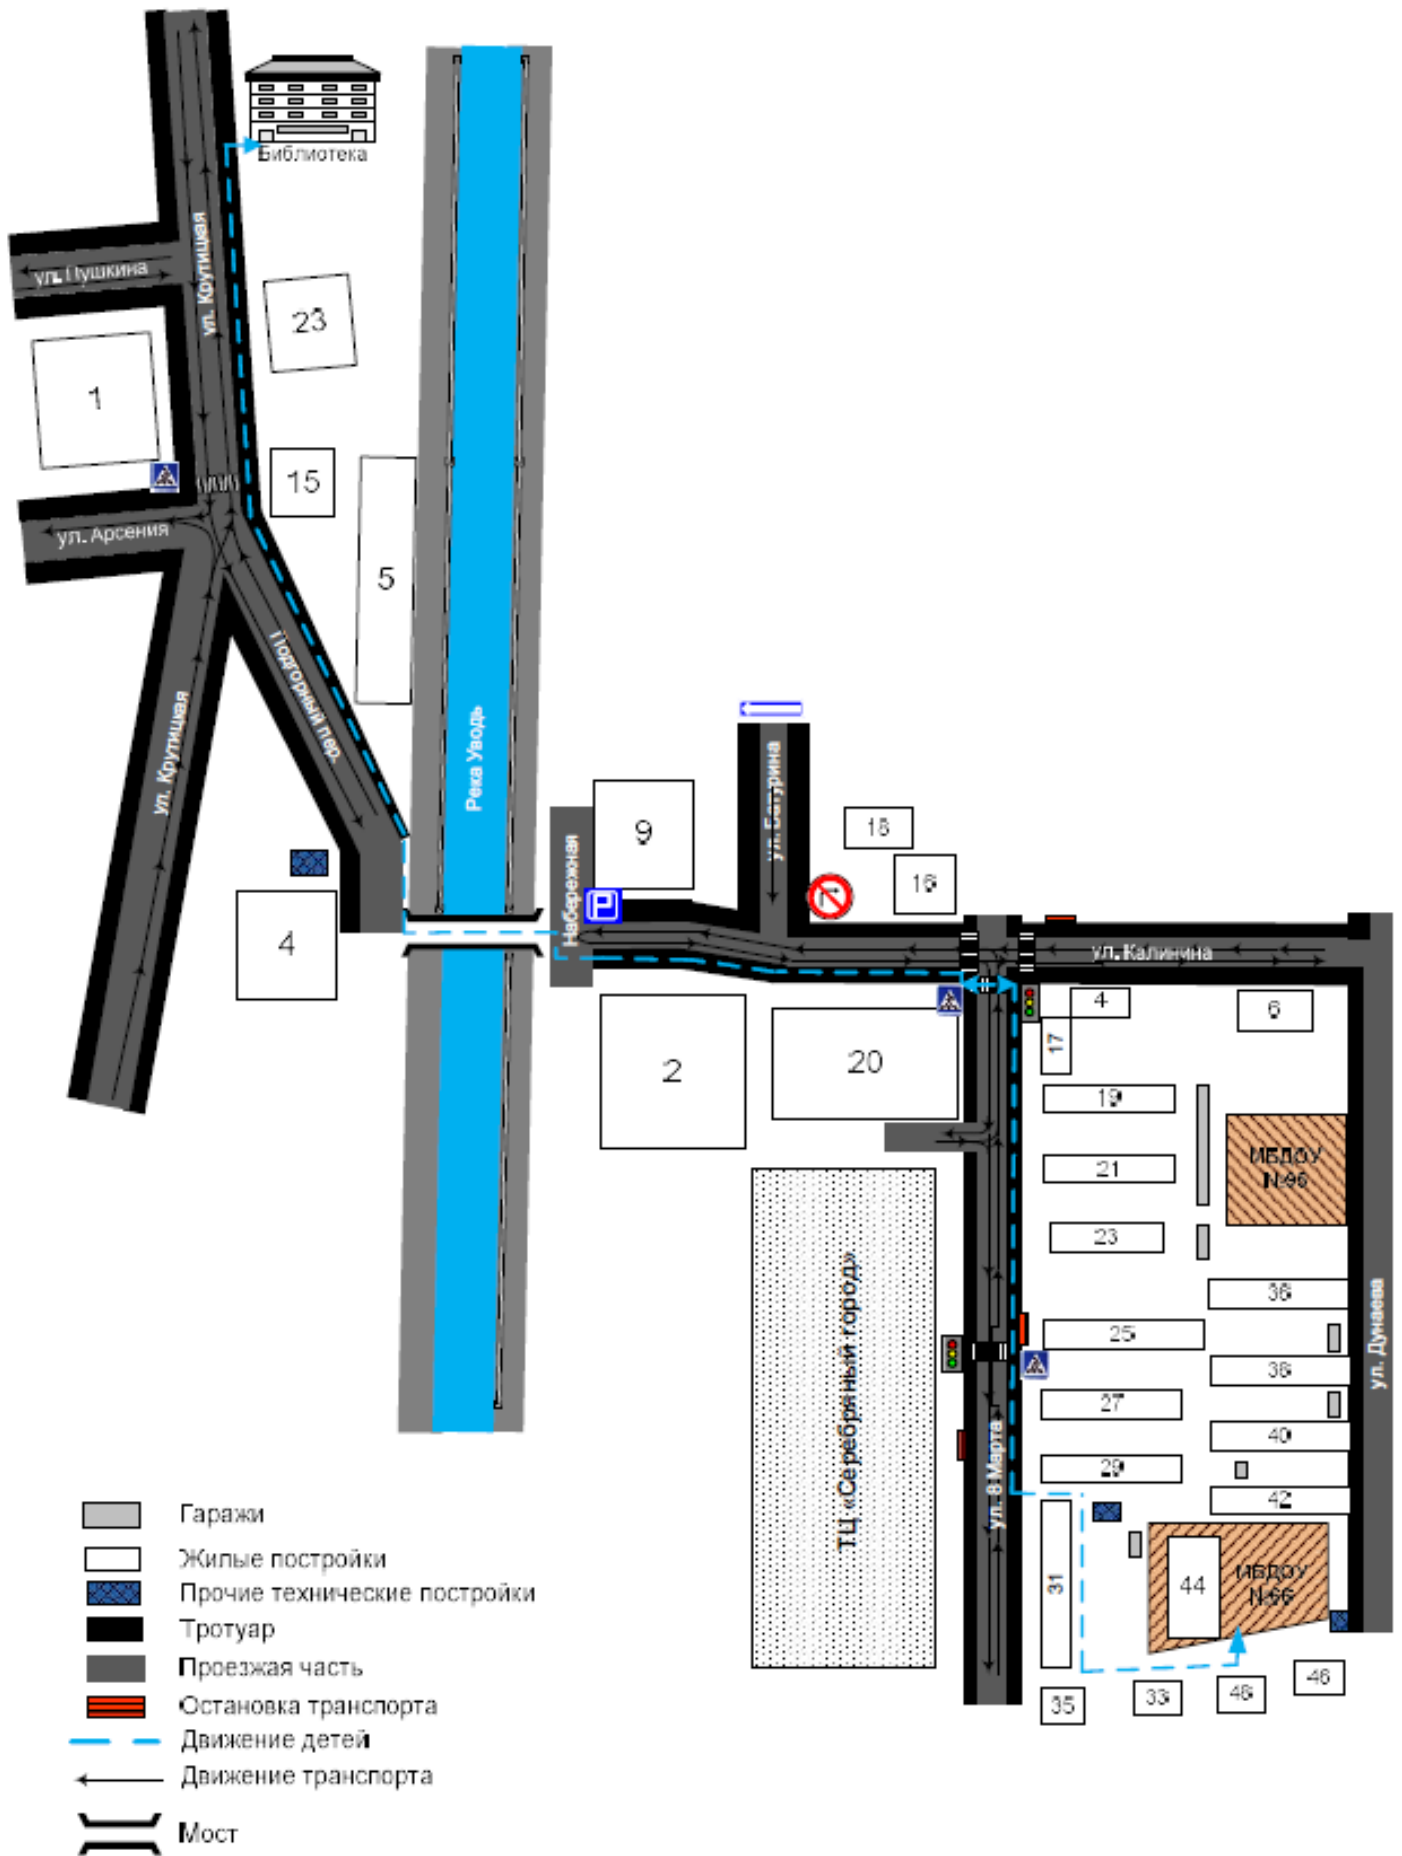 Библиотека
ул. Пушкина
ул. Крутицкая
23
1
15
ул. Арсения
5
Подгорный пер.
ул. Крутицкая
Река Уводь
4
Набережная
9
ул. Батурина
18
16
ул. Калинина
2
20
4
6
17
19
21
23
МБДОУ
№96
25
36
38
27
40
29
42
31
44
МБДОУ
№66
35
33
48
46
ТЦ «Серебряный город»
ул. 8 Марта
ул. Дунаева
Гаражи
Жилые постройки
Прочие технические постройки
Тротуар
Проезжая часть
Остановка транспорта
Движение детей
Движение транспорта
Мост